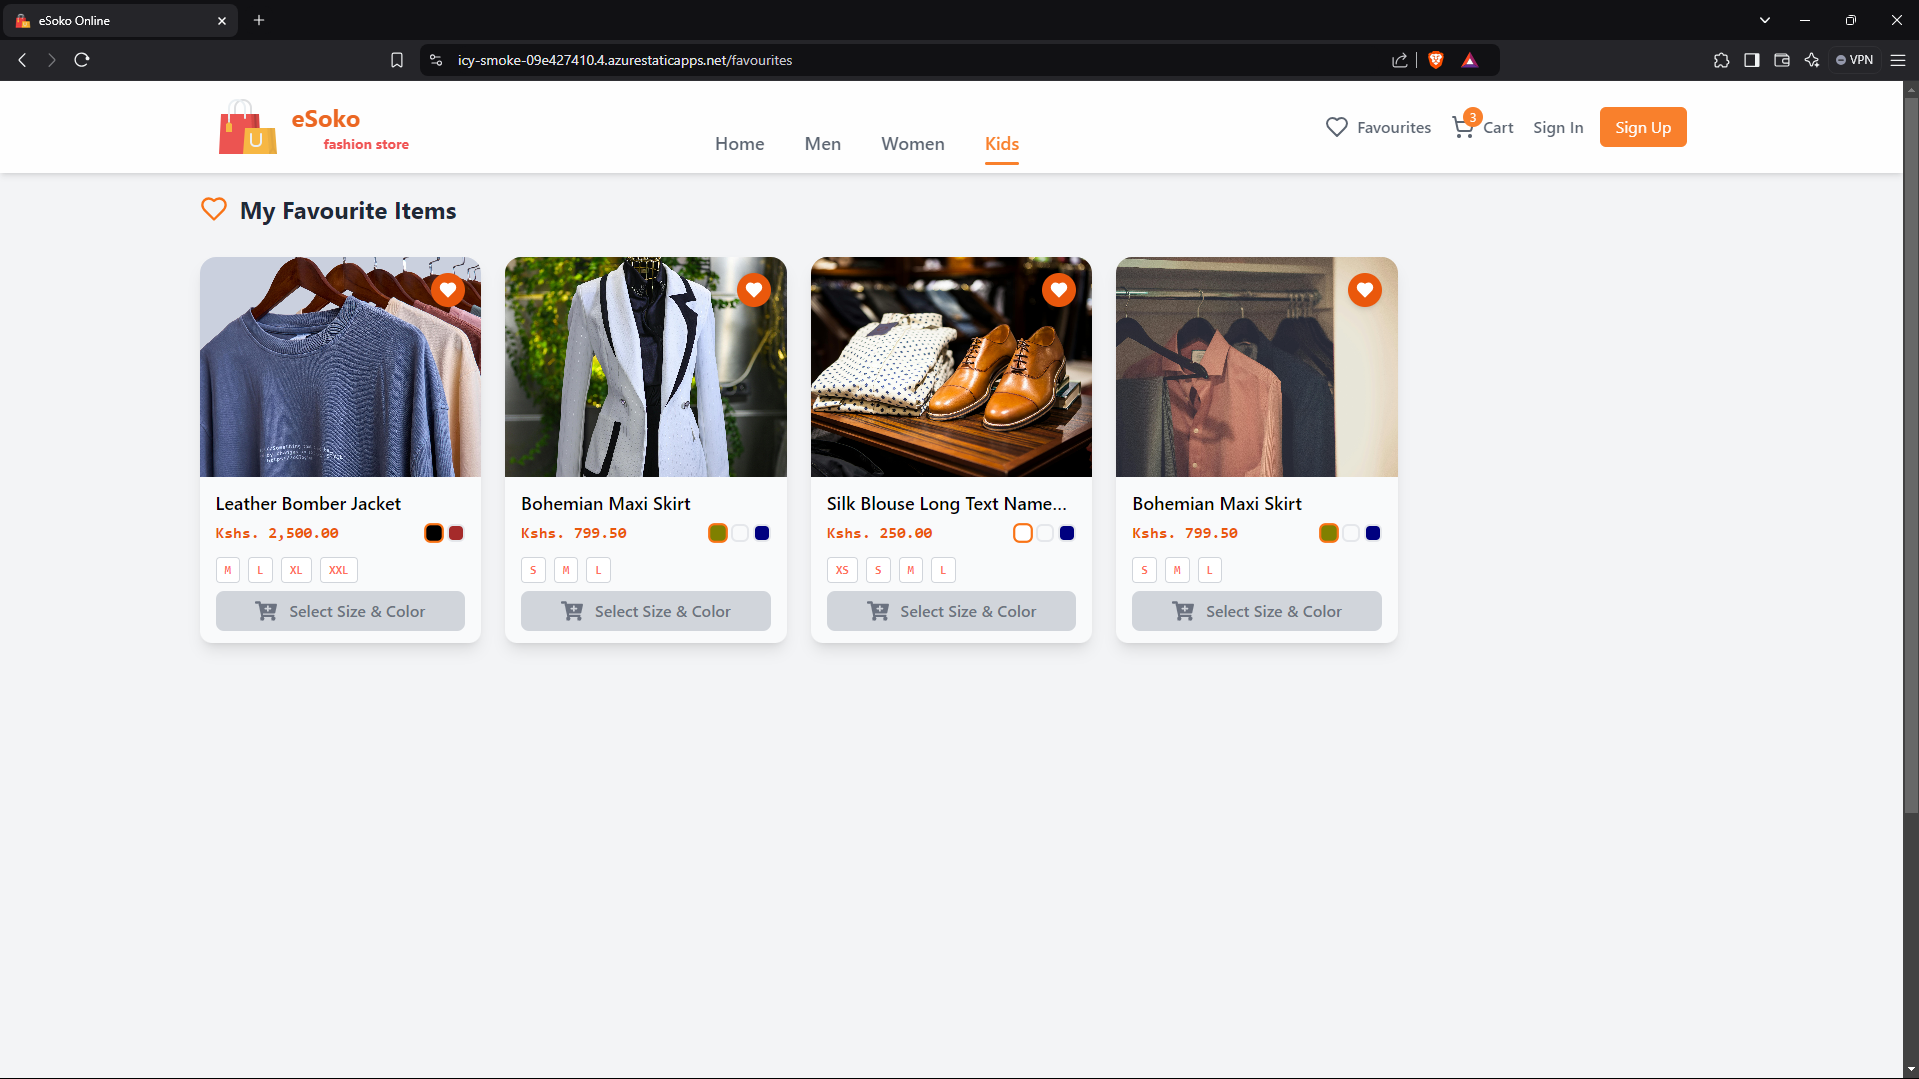 eSoko Online
icy-smoke-09e427410.4.azurestaticapps.net/favourites
VPN
U
eSoko
fashion store
Home
Men
Women
Kids
Favourites
3
Cart
Sign In
Sign Up
My Favourite Items
Leather Bomber Jacket
Kshs. 2,500.00
M
L
XL
XXL
Select Size & Color
Bohemian Maxi Skirt
Kshs. 799.50
S
M
L
Select Size & Color
Silk Blouse Long Text Name...
Kshs. 250.00
XS
S
M
L
Select Size & Color
Bohemian Maxi Skirt
Kshs. 799.50
S
M
L
Select Size & Color